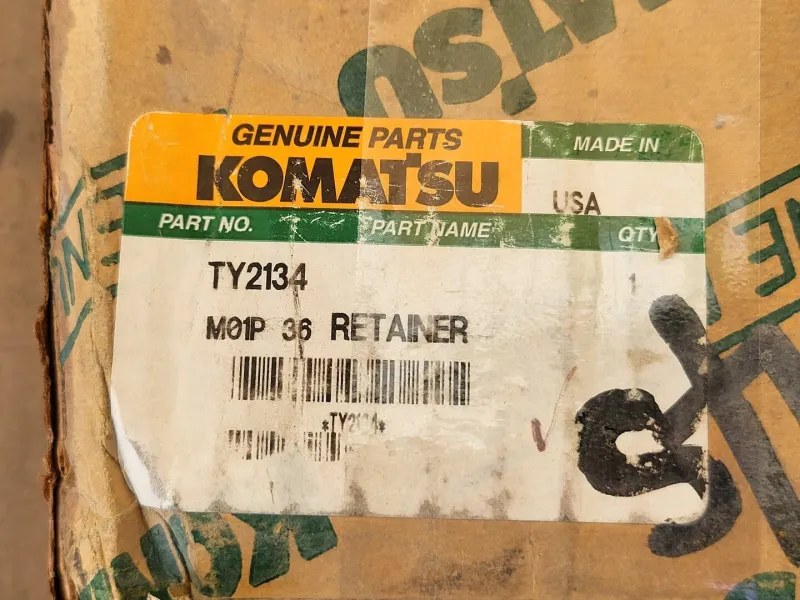 GENUINE PARTS
KOMATSU
MADE IN
USA
PART NO.
PART NAME
QTY
TY2134
1
M01P 36 RETAINER
*TY2134*